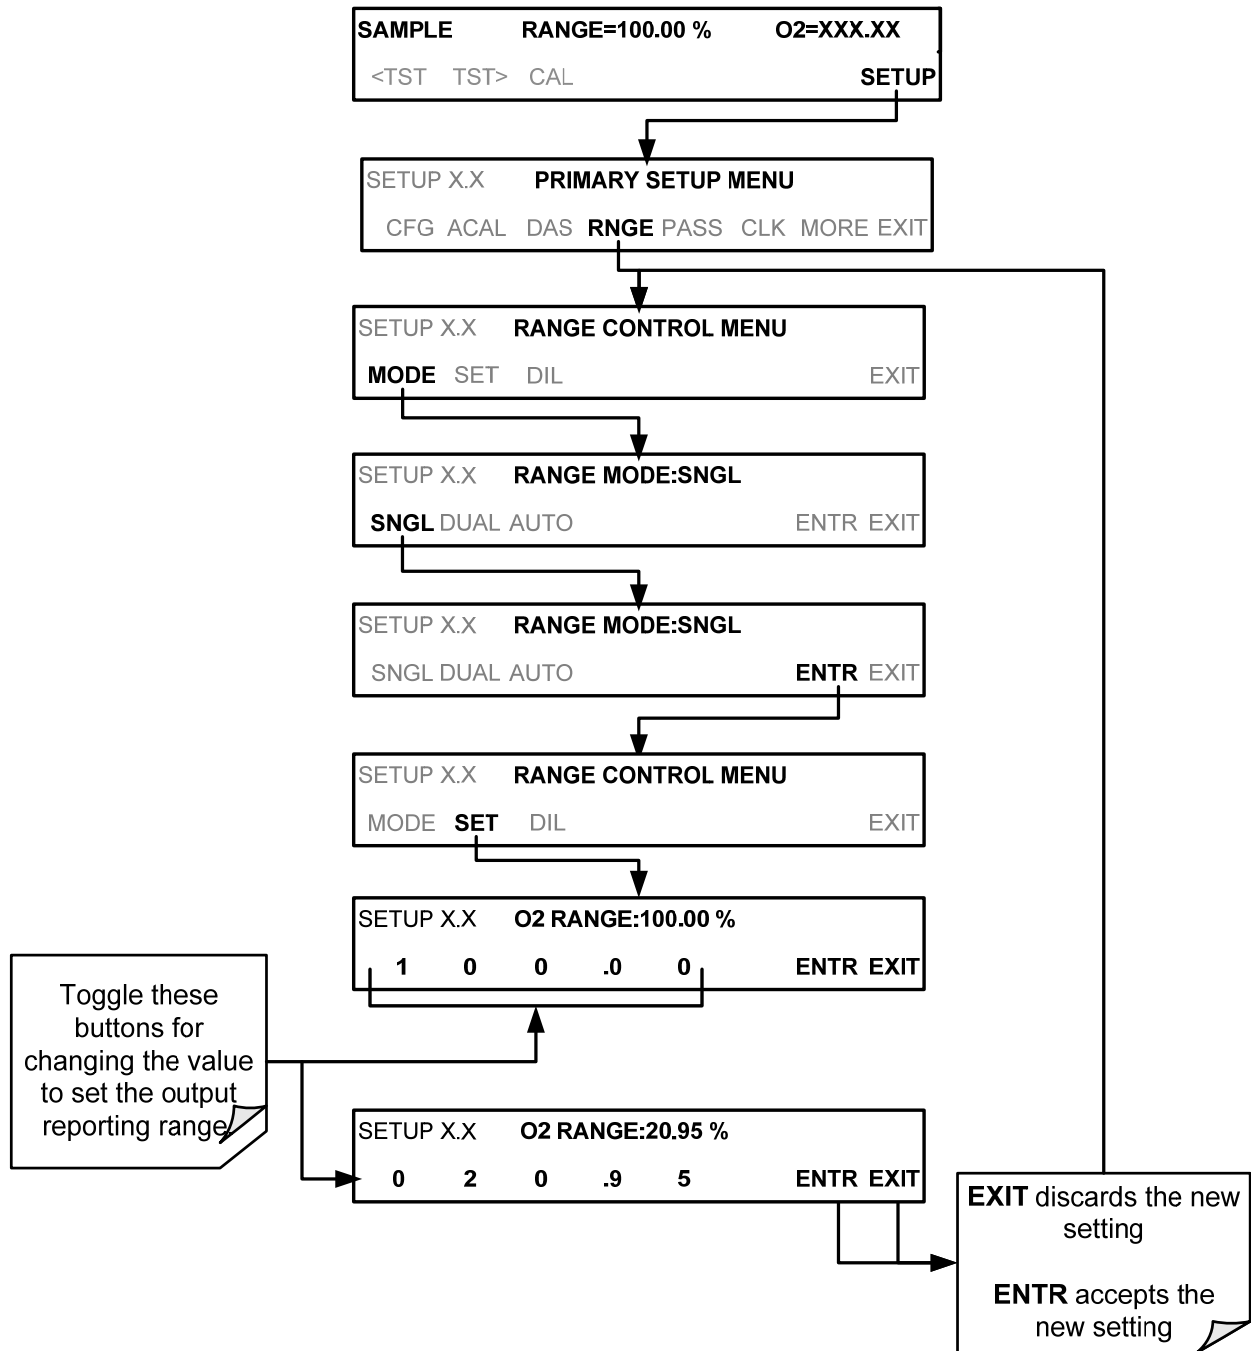 SAMPLE RANGE=100.00 % O2=XXX.XX
<TST TST> CAL SETUP
SETUP X.X PRIMARY SETUP MENU
CFG ACAL DAS RNGE PASS CLK MORE EXIT
SETUP X.X RANGE CONTROL MENU
MODE SET DIL EXIT
SETUP X.X RANGE MODE:SNGL
SNGL DUAL AUTO ENTR EXIT
SETUP X.X RANGE MODE:SNGL
SNGL DUAL AUTO ENTR EXIT
SETUP X.X RANGE CONTROL MENU
MODE SET DIL EXIT
SETUP X.X O2 RANGE:100.00 %
1 0 0 .0 0 ENTR EXIT
Toggle these
buttons for
changing the value
to set the output
reporting range.
SETUP X.X O2 RANGE:20.95 %
0 2 0 .9 5 ENTR EXIT
EXIT discards the new
setting
ENTR accepts the
new setting